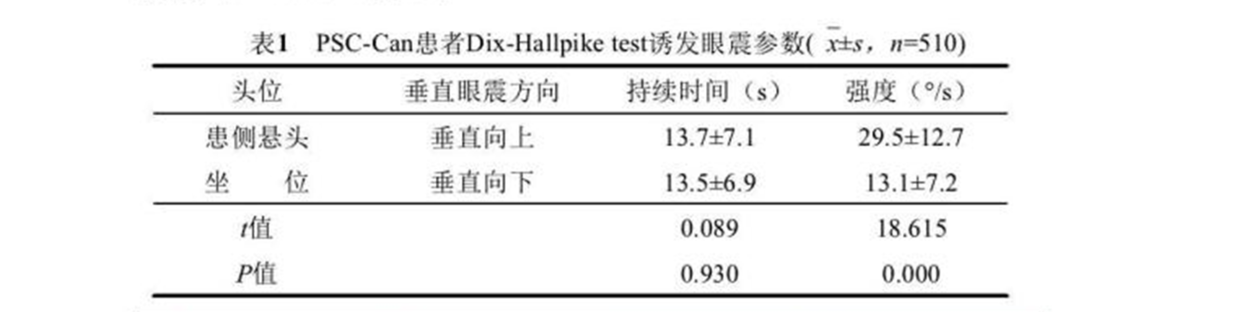 表1 PSC-Can患者Dix-Hallpike test诱发眼震参数( x̄±s，n=510)
头位 垂直眼震方向 持续时间（s） 强度（°/s）
患侧悬头 垂直向上 13.7±7.1 29.5±12.7
坐 位 垂直向下 13.5±6.9 13.1±7.2
t值 0.089 18.615
P值 0.930 0.000